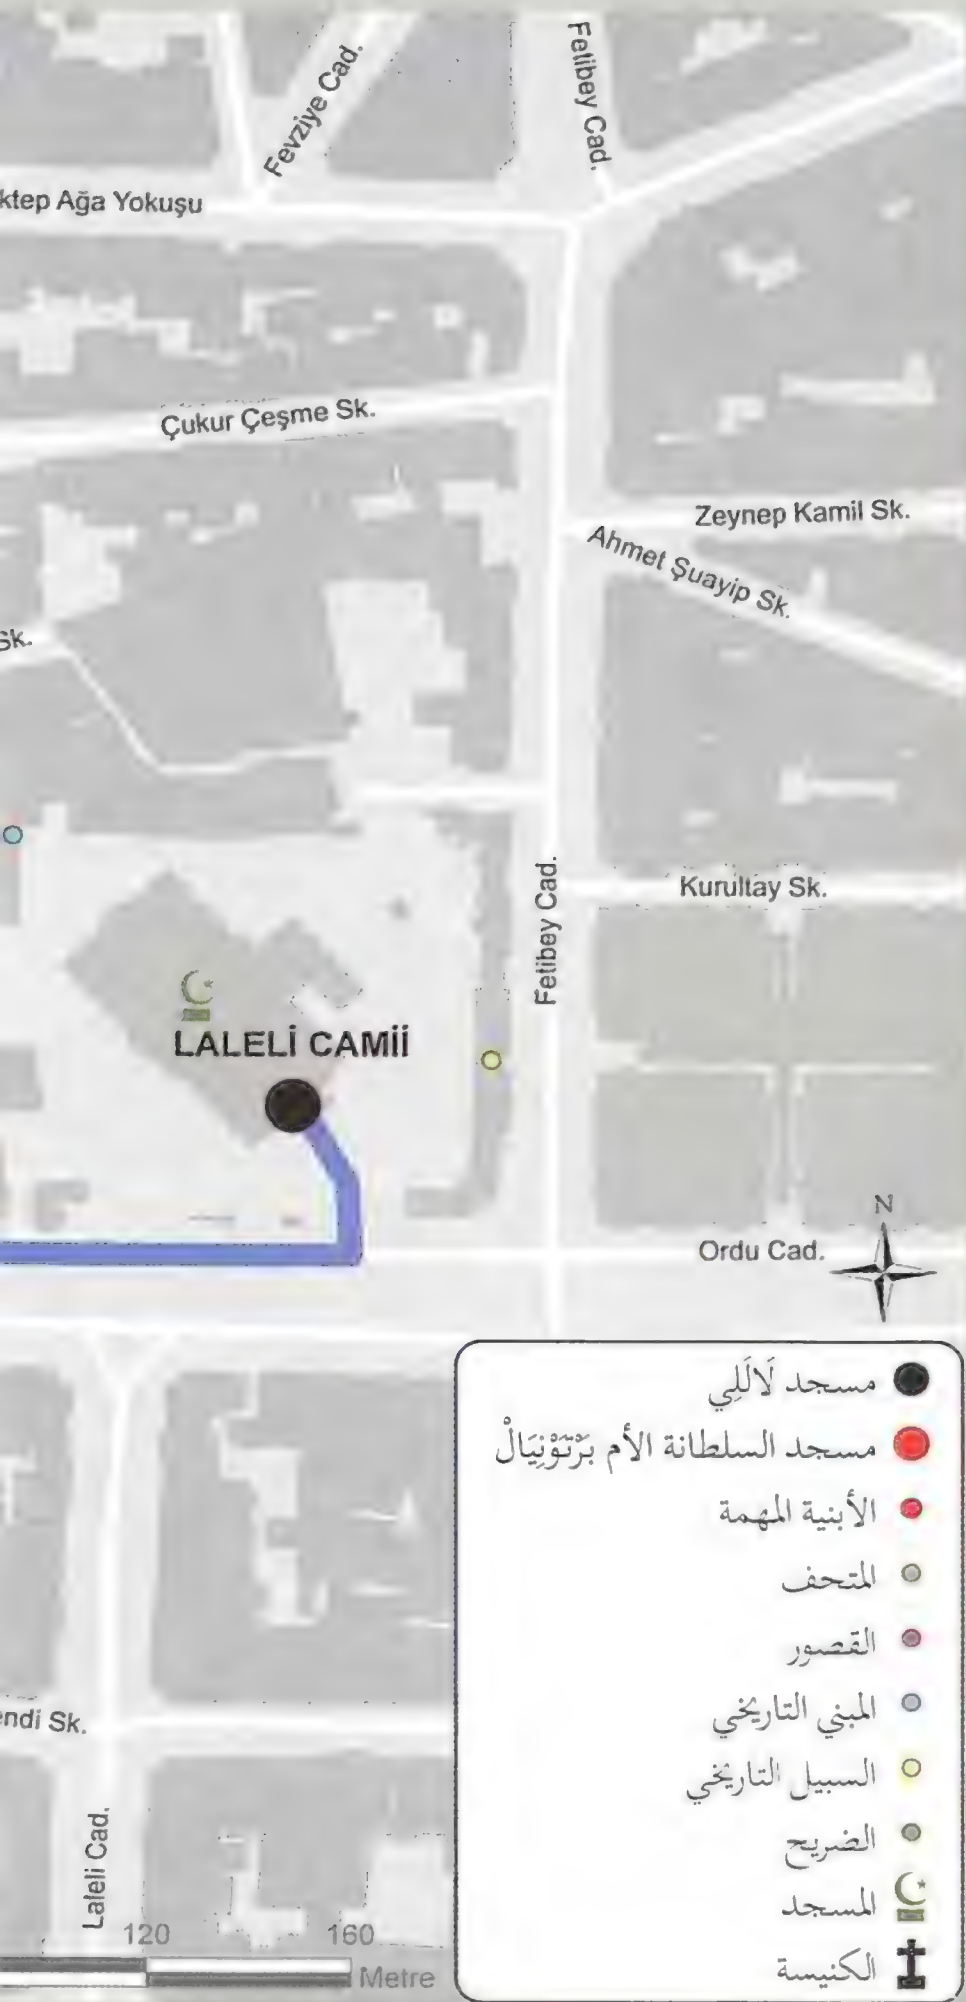 Fevziye Cad.
Fetibey Cad.
ktep Ağa Yokuşu
Çukur Çeşme Sk.
Zeynep Kamil Sk.
Ahmet Şuayip Sk.
Sk.
Fetibey Cad.
Kurultay Sk.
LALELİ CAMİİ
N
Ordu Cad.
مسجد لَالَلِي
مسجد السلطانة الأم بَرْتَوْنِيَالْ
الأبنية المهمة
المتحف
القصور
المبني التاريخي
السبيل التاريخي
الضريح
المسجد
الكنيسة
endi Sk.
Laleli Cad.
120 160
Metre